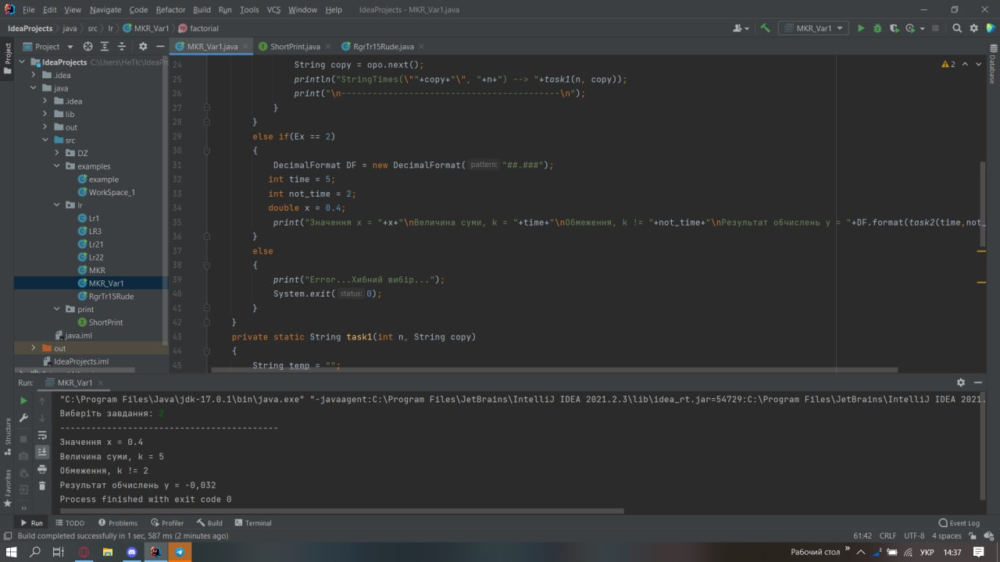 File Edit View Navigate Code Refactor Build Run Tools VCS Window Help IdeaProjects - MKR_Var1.java
IdeaProjects java src lr MKR_Var1 factorial
MKR_Var1
Project
MKR_Var1.java ShortPrint.java RgrTr15Rude.java
Project
Database
Structure
Favorites
IdeaProjects C:\Users\HeTlc\IdeaPr
.idea
java
.idea
lib
out
src
DZ
examples
example
WorkSpace_1
lr
Lr1
LR3
Lr21
Lr22
MKR
MKR_Var1
RgrTr15Rude
print
ShortPrint
java.iml
out
IdeaProjects.iml
2
24 String copy = opo.next();
25 println("StringTimes(\""+copy+"\", "+n+") --> "+task1(n, copy));
26 print("\n------------------------------------------\n");
27 }
28 }
29 else if(Ex == 2)
30 {
31 DecimalFormat DF = new DecimalFormat( pattern: "##.###");
32 int time = 5;
33 int not_time = 2;
34 double x = 0.4;
35 print("Значення x = "+x+"\nВеличина суми, k = "+time+"\nОбмеження, k != "+not_time+"\nРезультат обчислень y = "+DF.format(task2(time,not_
36 }
37 else
38 {
39 print("Error...Хибний вибір...");
40 System.exit( status: 0);
41 }
42 }
43 private static String task1(int n, String copy)
44 {
45 String temp = "";
Run: MKR_Var1
"C:\Program Files\Java\jdk-17.0.1\bin\java.exe" "-javaagent:C:\Program Files\JetBrains\IntelliJ IDEA 2021.2.3\lib\idea_rt.jar=54729:C:\Program Files\JetBrains\IntelliJ IDEA 2021.
Виберіть завдання: 2
------------------------------------------
Значення x = 0.4
Величина суми, k = 5
Обмеження, k != 2
Результат обчислень y = -0,032
Process finished with exit code 0
Run TODO Problems Profiler Build Terminal Event Log
Build completed successfully in 1 sec, 587 ms (2 minutes ago) 61:42 CRLF UTF-8 4 spaces
Рабочий стол » УКР 14:37